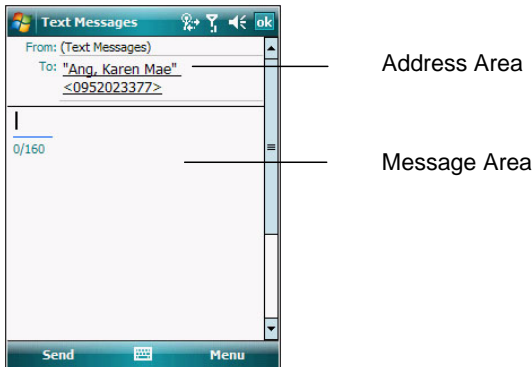 Text Messages ok
From: (Text Messages)
To: "Ang, Karen Mae"
<0952023377>
Address Area
0/160
Message Area
Send Menu